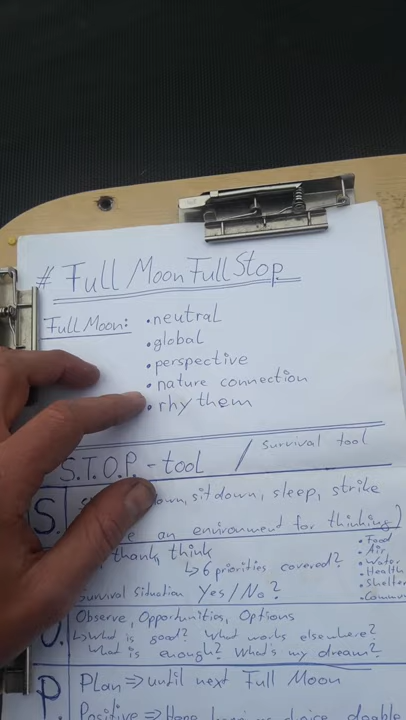 # Full Moon Full Stop
Full Moon:
• neutral
• global
• perspective
• nature connection
• rhy them
S.T.O.P. - tool / survival tool
S. down, sit down, sleep, strike
an environment for thinking)
thank, think
↳ 6 priorities covered?
• Food
• Air
• Water
• Health
• Shelter
• Commun
Survival Situation Yes / No?
O. Observe, Opportunities, Options
↳ What is good? What works elsewhere?
What is enough? What's my dream?
P. Plan ⇒ until next Full Moon
Positive ⇒